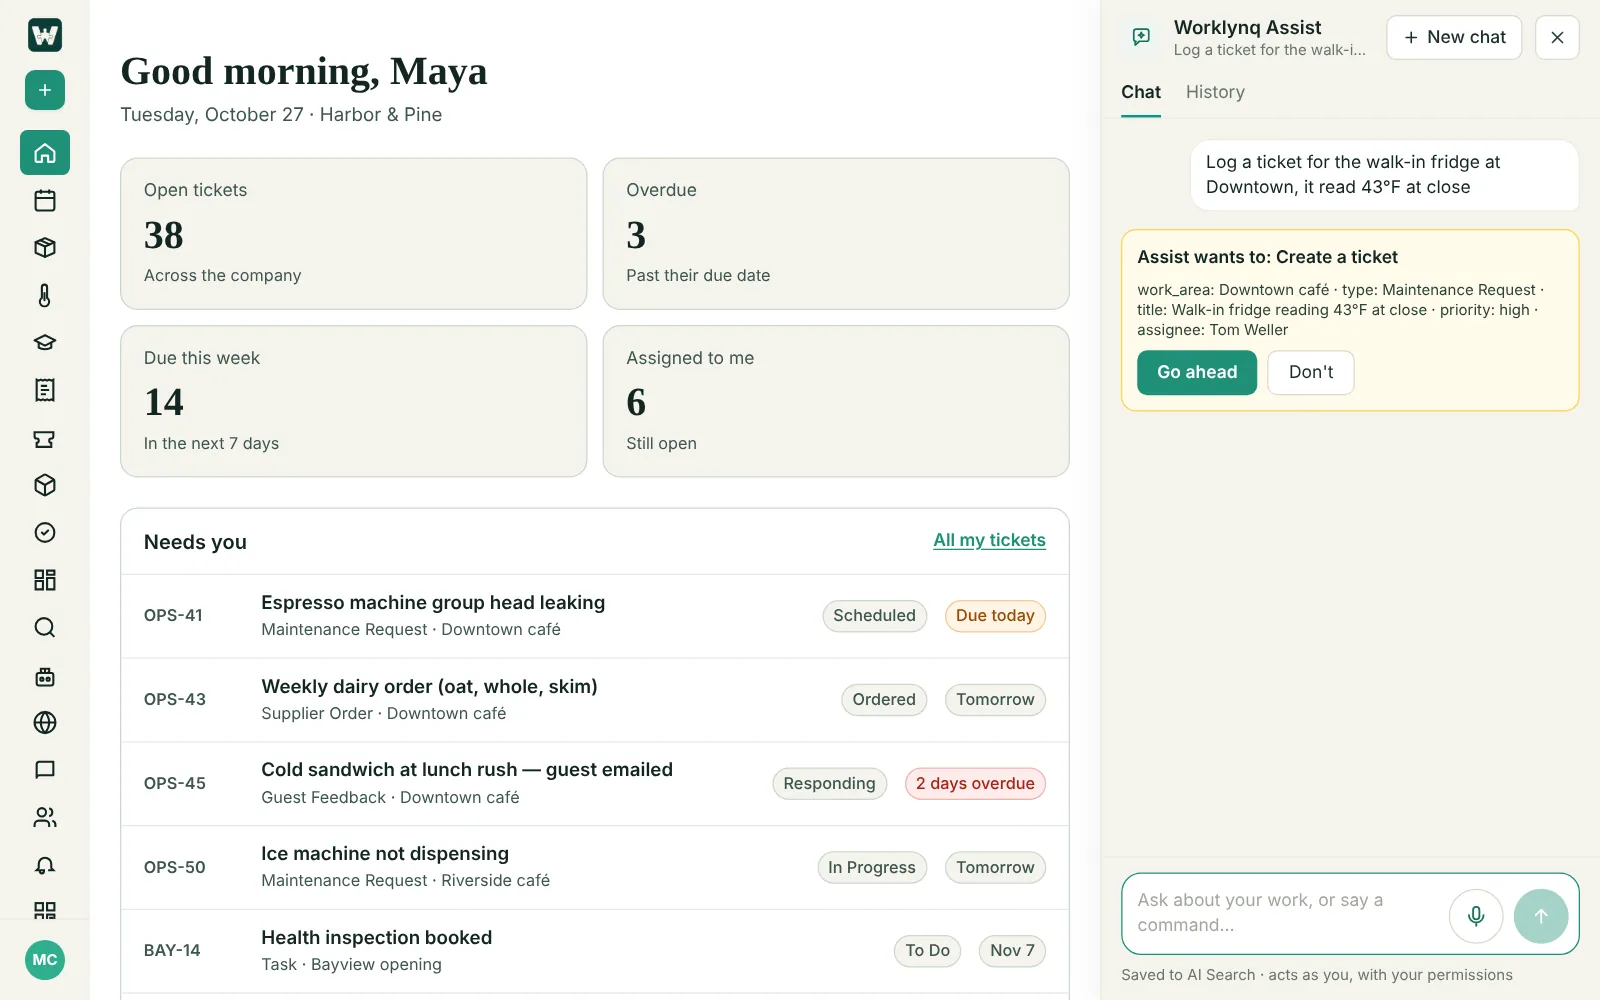 W
Good morning, Maya
Tuesday, October 27 · Harbor & Pine
Open tickets
38
Across the company
Overdue
3
Past their due date
Due this week
14
In the next 7 days
Assigned to me
6
Still open
Needs you
All my tickets
OPS-41
Espresso machine group head leaking
Maintenance Request · Downtown café
Scheduled
Due today
OPS-43
Weekly dairy order (oat, whole, skim)
Supplier Order · Downtown café
Ordered
Tomorrow
OPS-45
Cold sandwich at lunch rush — guest emailed
Guest Feedback · Downtown café
Responding
2 days overdue
OPS-50
Ice machine not dispensing
Maintenance Request · Riverside café
In Progress
Tomorrow
BAY-14
Health inspection booked
Task · Bayview opening
To Do
Nov 7
MC
Worklynq Assist
Log a ticket for the walk-i...
+ New chat
Chat
History
Log a ticket for the walk-in fridge at
Downtown, it read 43°F at close
Assist wants to: Create a ticket
work_area: Downtown café · type: Maintenance Request ·
title: Walk-in fridge reading 43°F at close · priority: high ·
assignee: Tom Weller
Go ahead
Don't
Ask about your work, or say a
command...
Saved to AI Search · acts as you, with your permissions